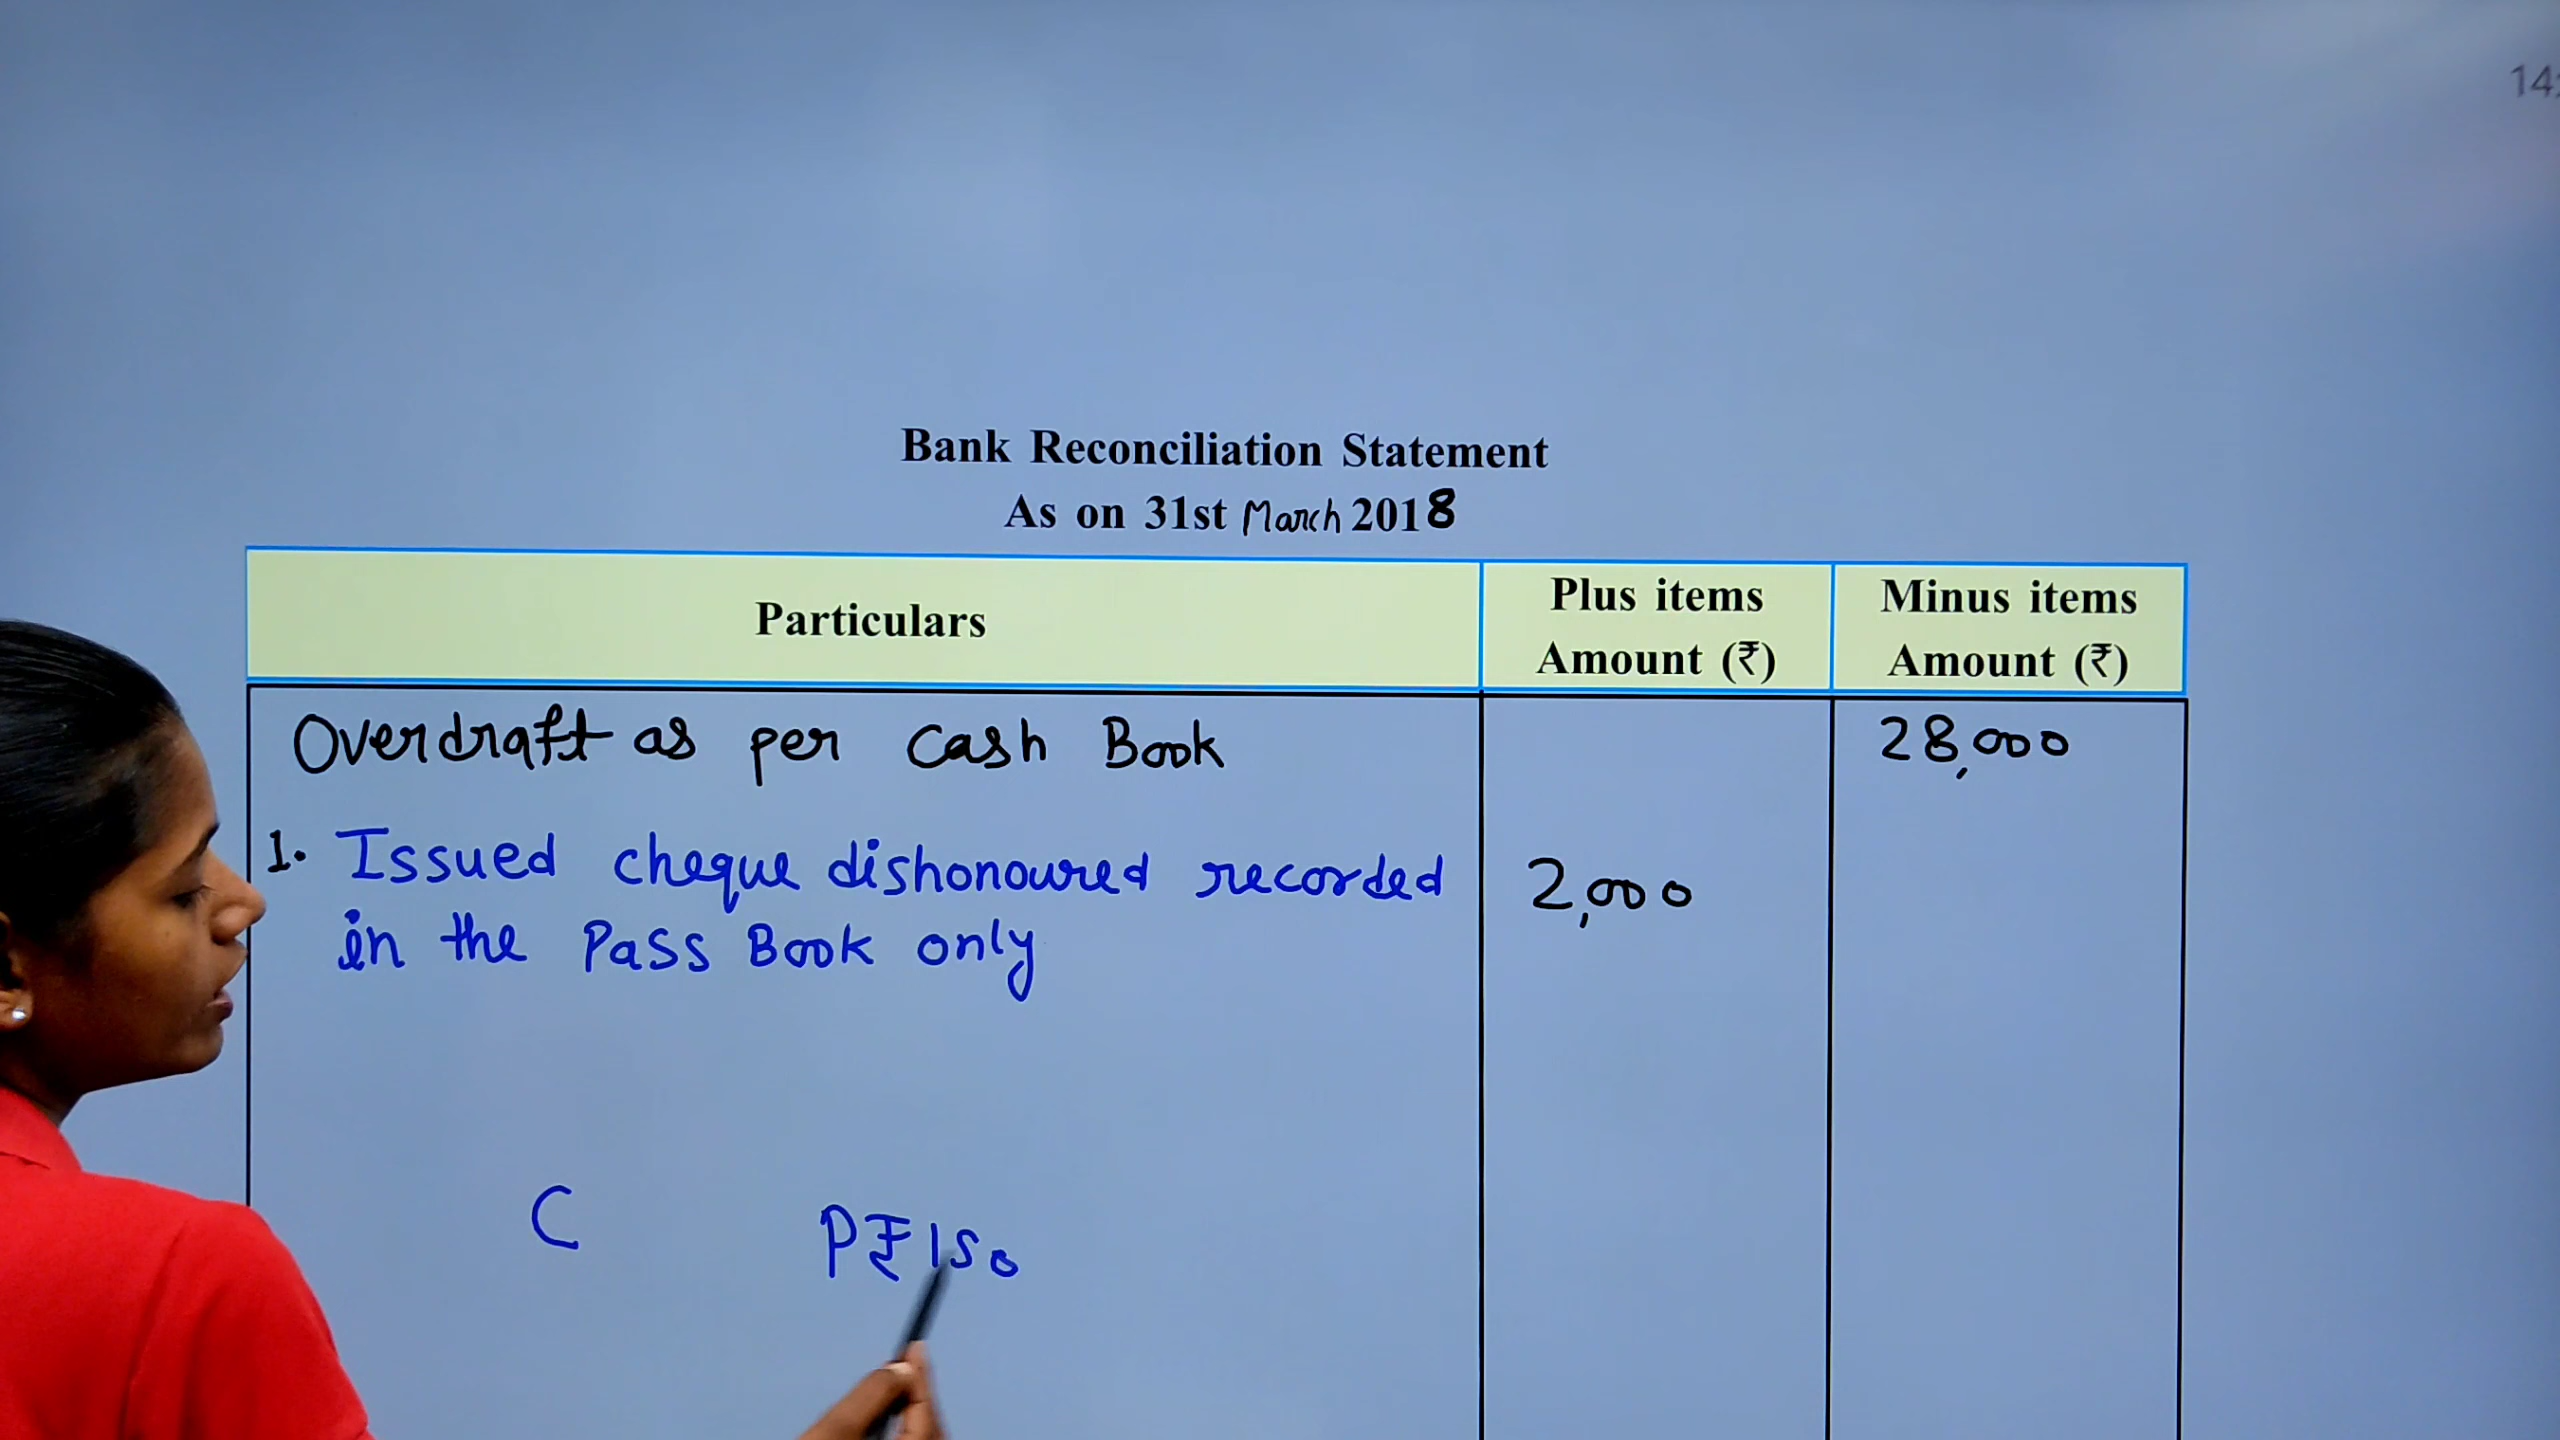 14:
Bank Reconciliation Statement
As on 31st March 2018
Particulars
Plus items
Amount (₹)
Minus items
Amount (₹)
Overdraft as per Cash Book
28,000
1. Issued cheque dishonoured recorded
2,000
in the Pass Book only
C
P₹150